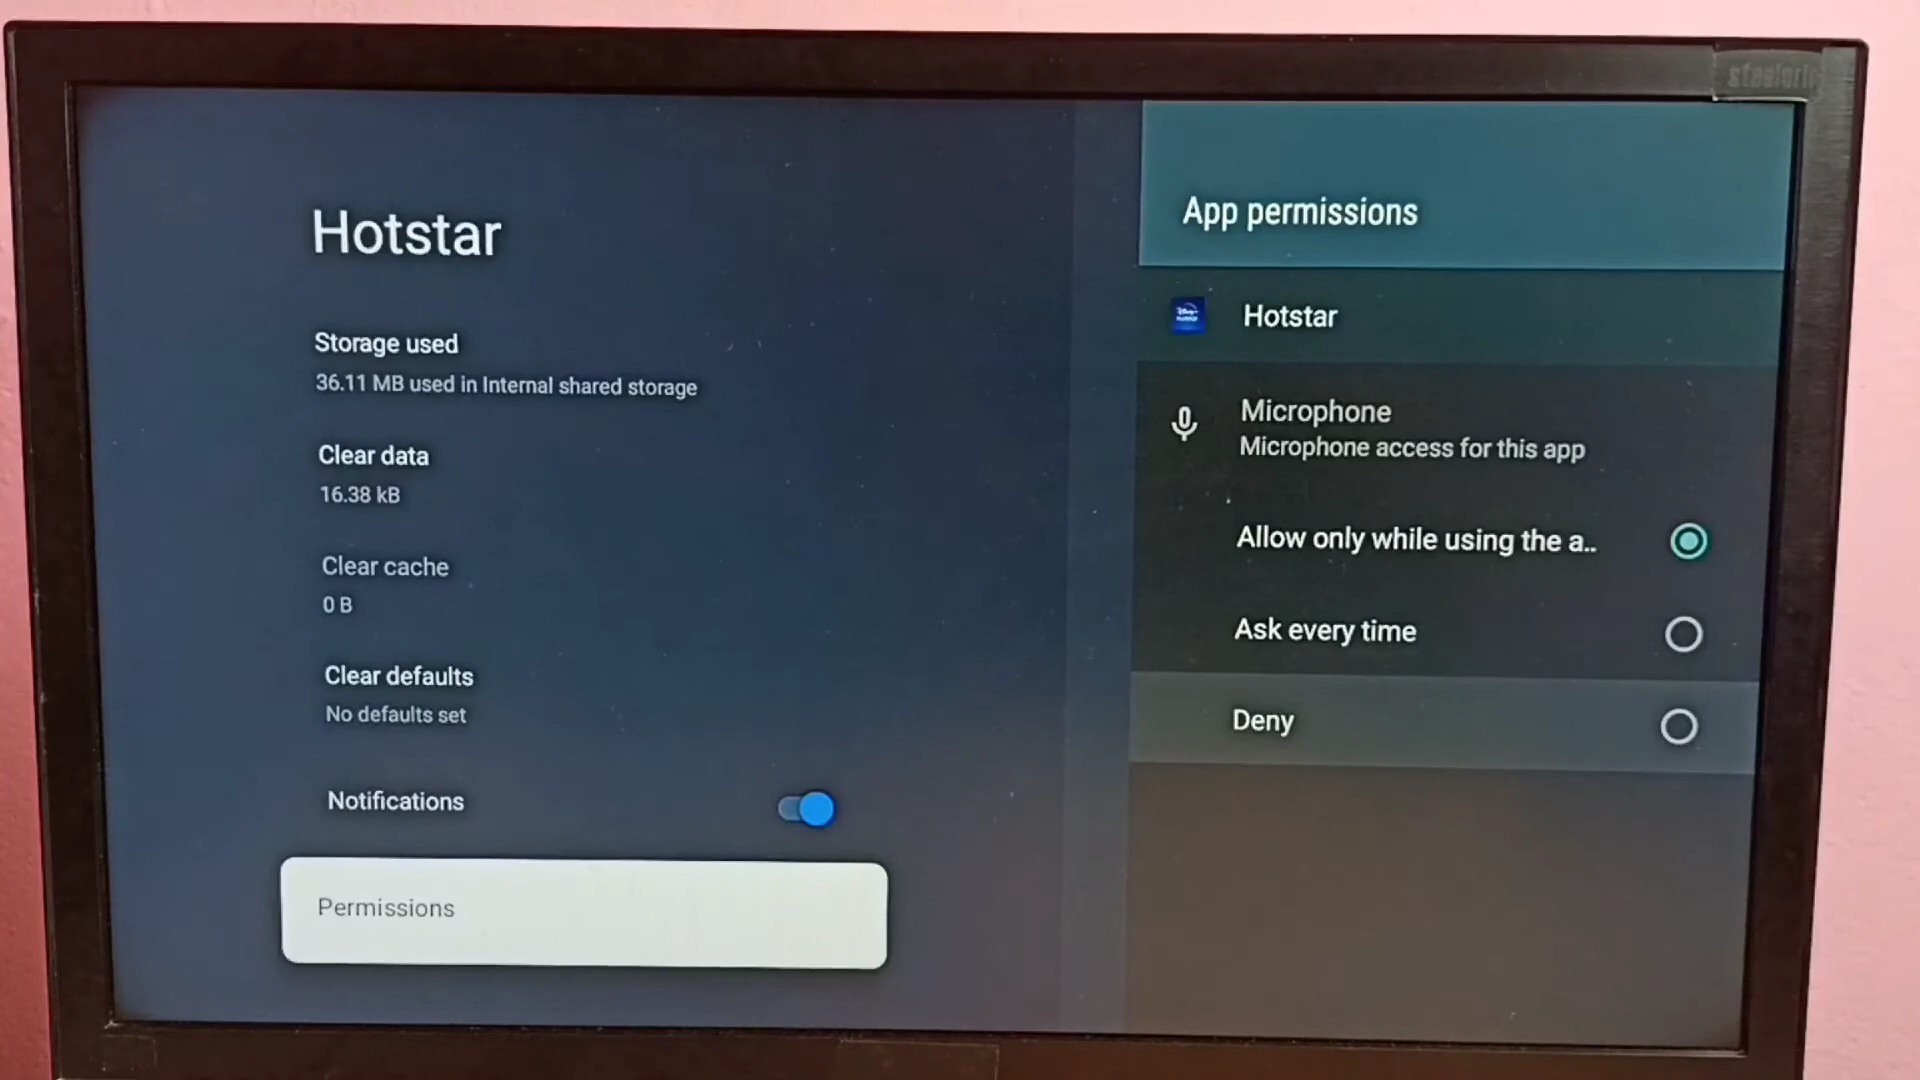 Hotstar
Storage used
36.11 MB used in Internal shared storage
Clear data
16.38 kB
Clear cache
0 B
Clear defaults
No defaults set
Notifications
Permissions
App permissions
Hotstar
Microphone
Microphone access for this app
Allow only while using the a..
Ask every time
Deny